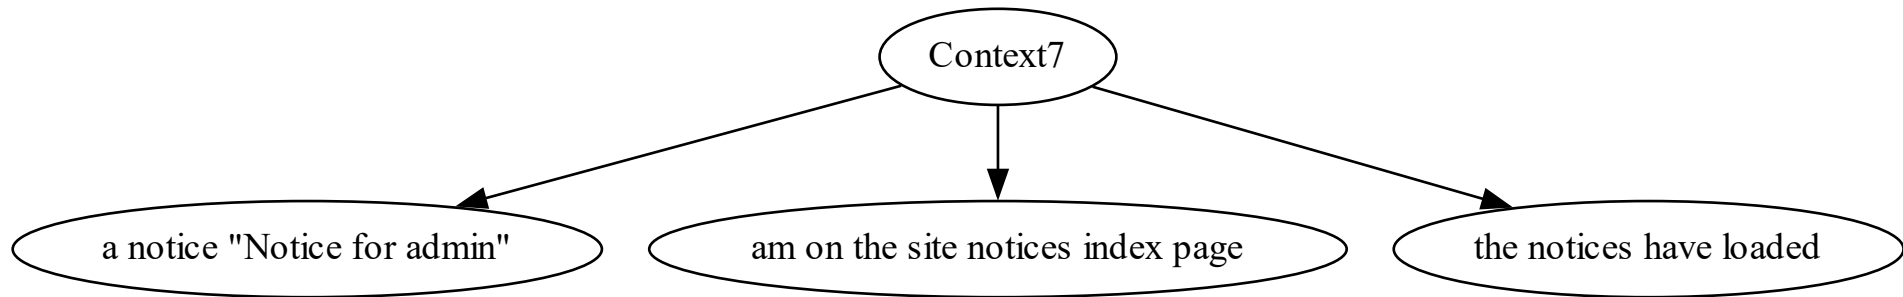 Context7
a notice "Notice for admin"
am on the site notices index page
the notices have loaded